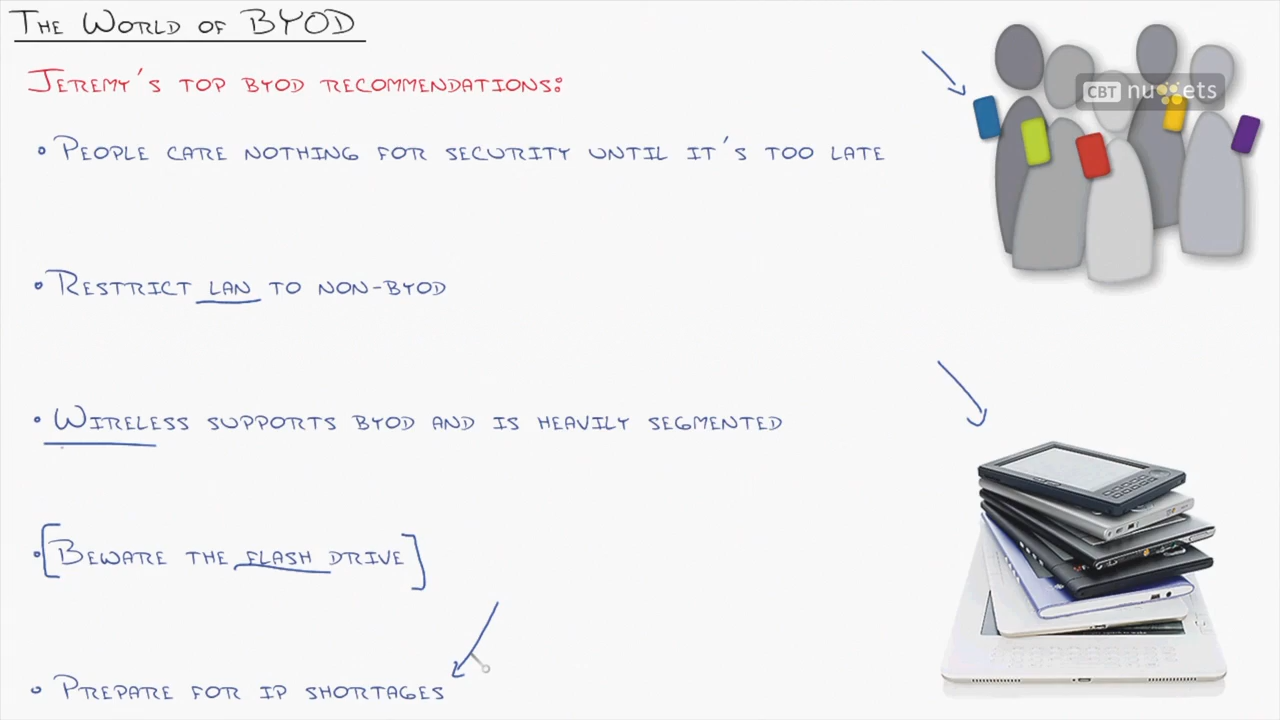 The World of BYOD
CBT nuggets
Jeremy's top BYOD recommendations:
• People care nothing for security until it's too late
• Restrict LAN to non-BYOD
• Wireless supports BYOD and is heavily segmented
• [Beware the flash drive]
• Prepare for IP shortages